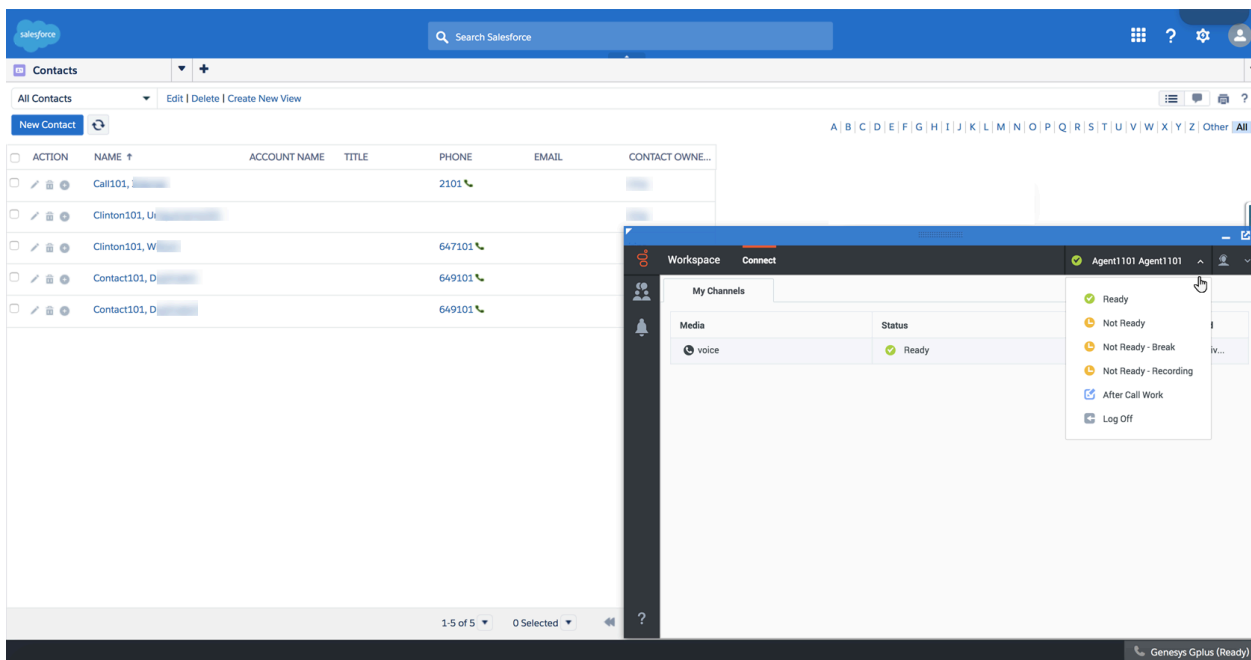 salesforce
Search Salesforce
?
Contacts
All Contacts
Edit | Delete | Create New View
?
New Contact
A | B | C | D | E | F | G | H | I | J | K | L | M | N | O | P | Q | R | S | T | U | V | W | X | Y | Z | Other | All
ACTION NAME ↑ ACCOUNT NAME TITLE PHONE EMAIL CONTACT OWNE...
Call101, 2101
Clinton101, U
Clinton101, W 647101
Contact101, D 649101
Contact101, D 649101
Workspace Connect Agent1101 Agent1101
My Channels
Media Status
voice Ready iv...
Ready
Not Ready
Not Ready - Break
Not Ready - Recording
After Call Work
Log Off
1-5 of 5 0 Selected
?
Genesys Gplus (Ready)